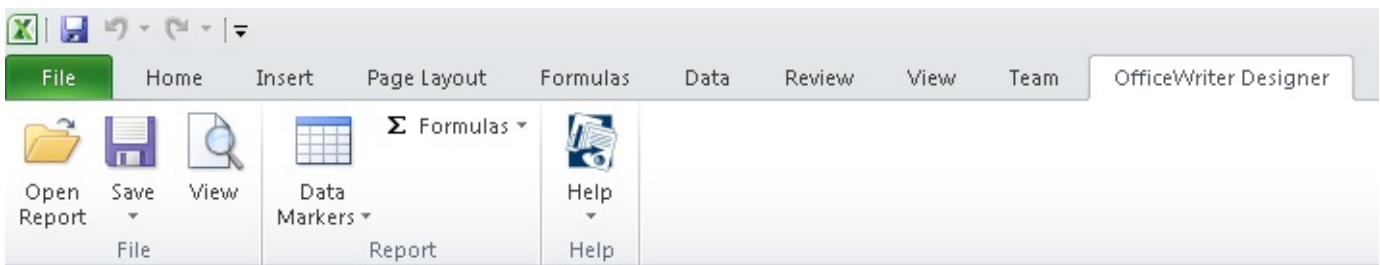 File Home Insert Page Layout Formulas Data Review View Team OfficeWriter Designer
Open Report
Save
View
Data Markers
Σ Formulas
Help
File
Report
Help